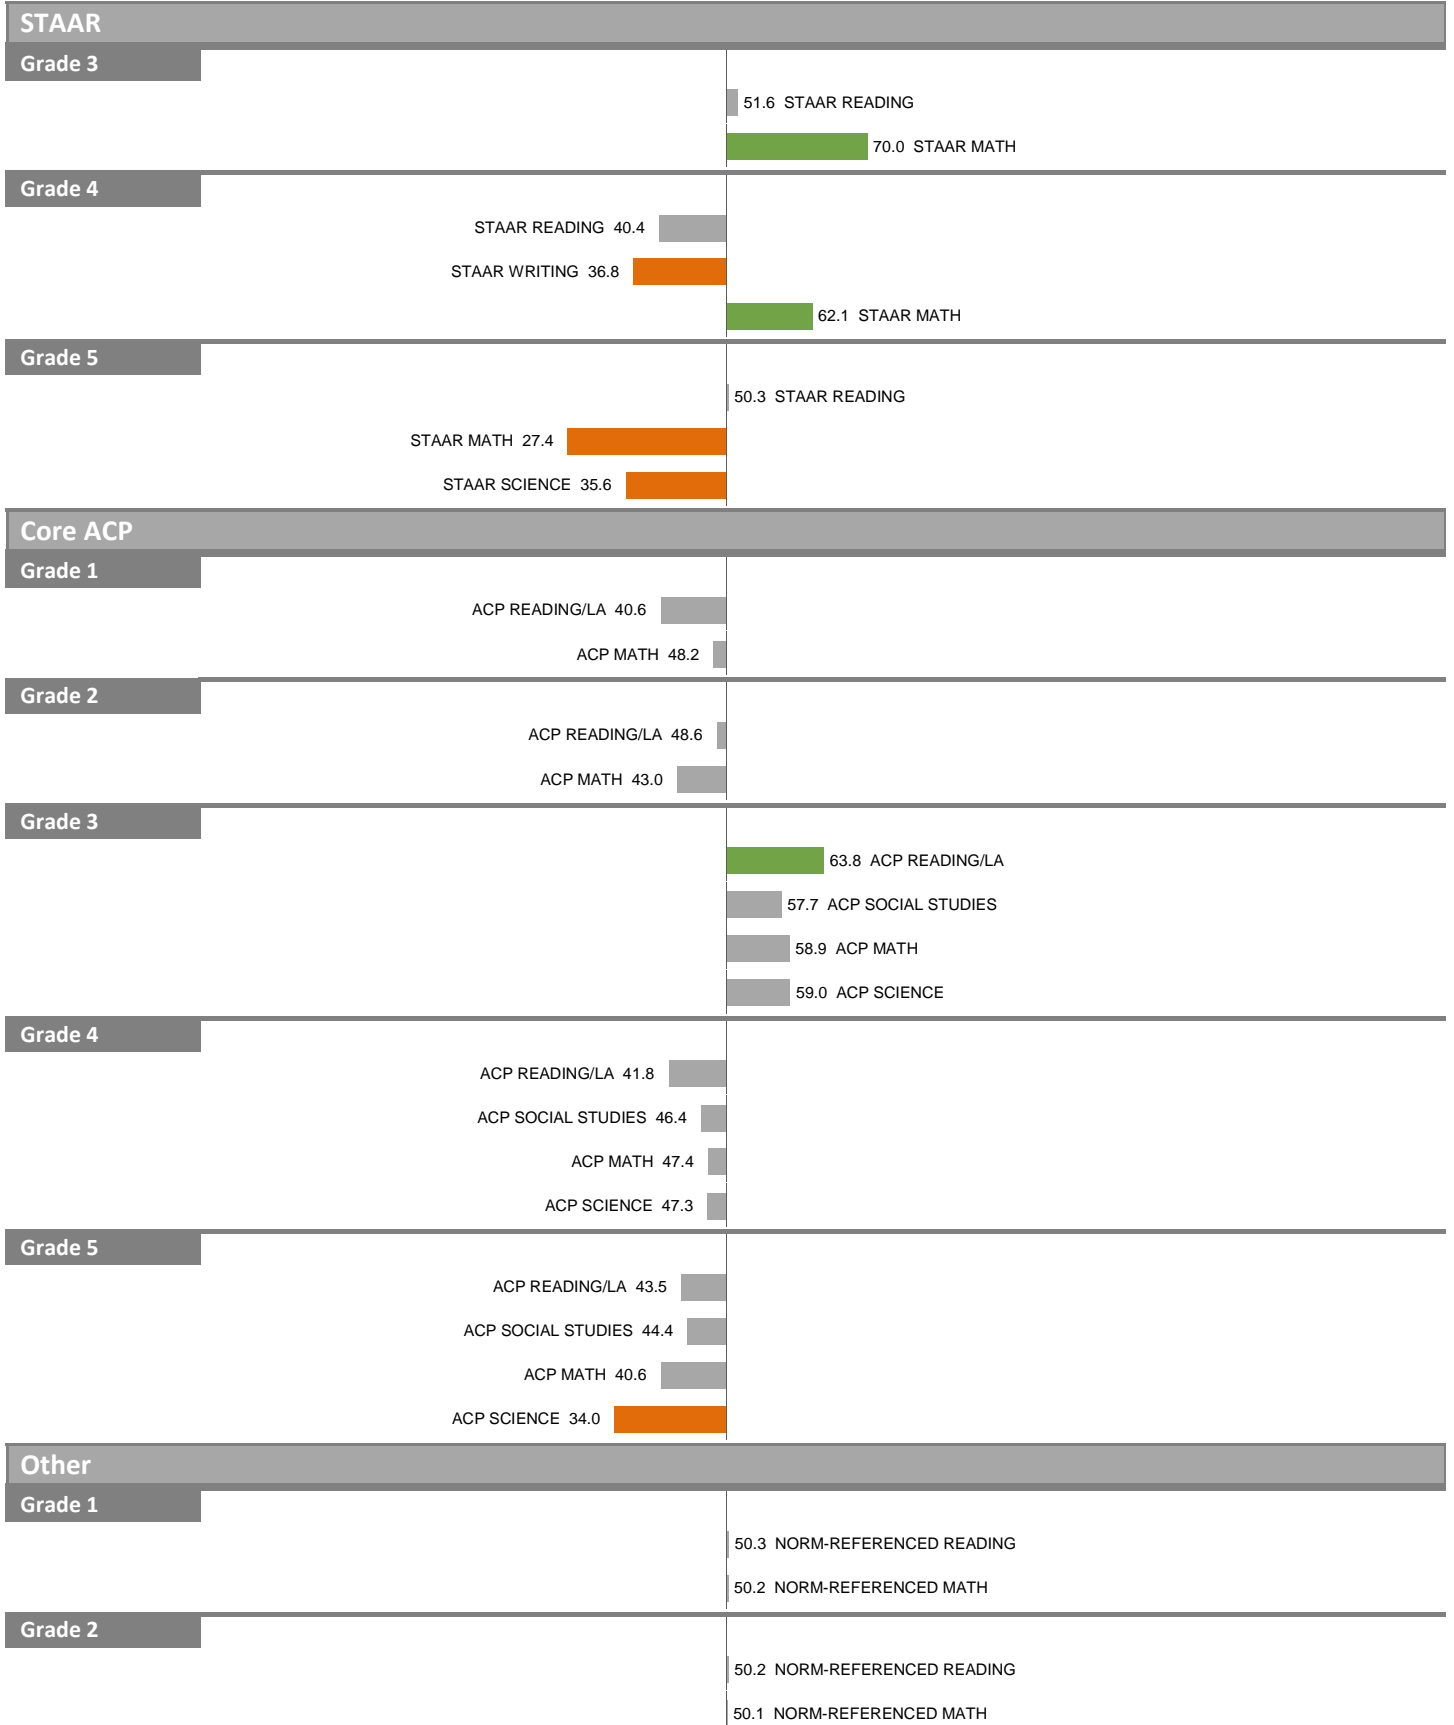 STAAR
Grade 3
51.6 STAAR READING
70.0 STAAR MATH
Grade 4
STAAR READING 40.4
STAAR WRITING 36.8
62.1 STAAR MATH
Grade 5
50.3 STAAR READING
STAAR MATH 27.4
STAAR SCIENCE 35.6
Core ACP
Grade 1
ACP READING/LA 40.6
ACP MATH 48.2
Grade 2
ACP READING/LA 48.6
ACP MATH 43.0
Grade 3
63.8 ACP READING/LA
57.7 ACP SOCIAL STUDIES
58.9 ACP MATH
59.0 ACP SCIENCE
Grade 4
ACP READING/LA 41.8
ACP SOCIAL STUDIES 46.4
ACP MATH 47.4
ACP SCIENCE 47.3
Grade 5
ACP READING/LA 43.5
ACP SOCIAL STUDIES 44.4
ACP MATH 40.6
ACP SCIENCE 34.0
Other
Grade 1
50.3 NORM-REFERENCED READING
50.2 NORM-REFERENCED MATH
Grade 2
50.2 NORM-REFERENCED READING
50.1 NORM-REFERENCED MATH